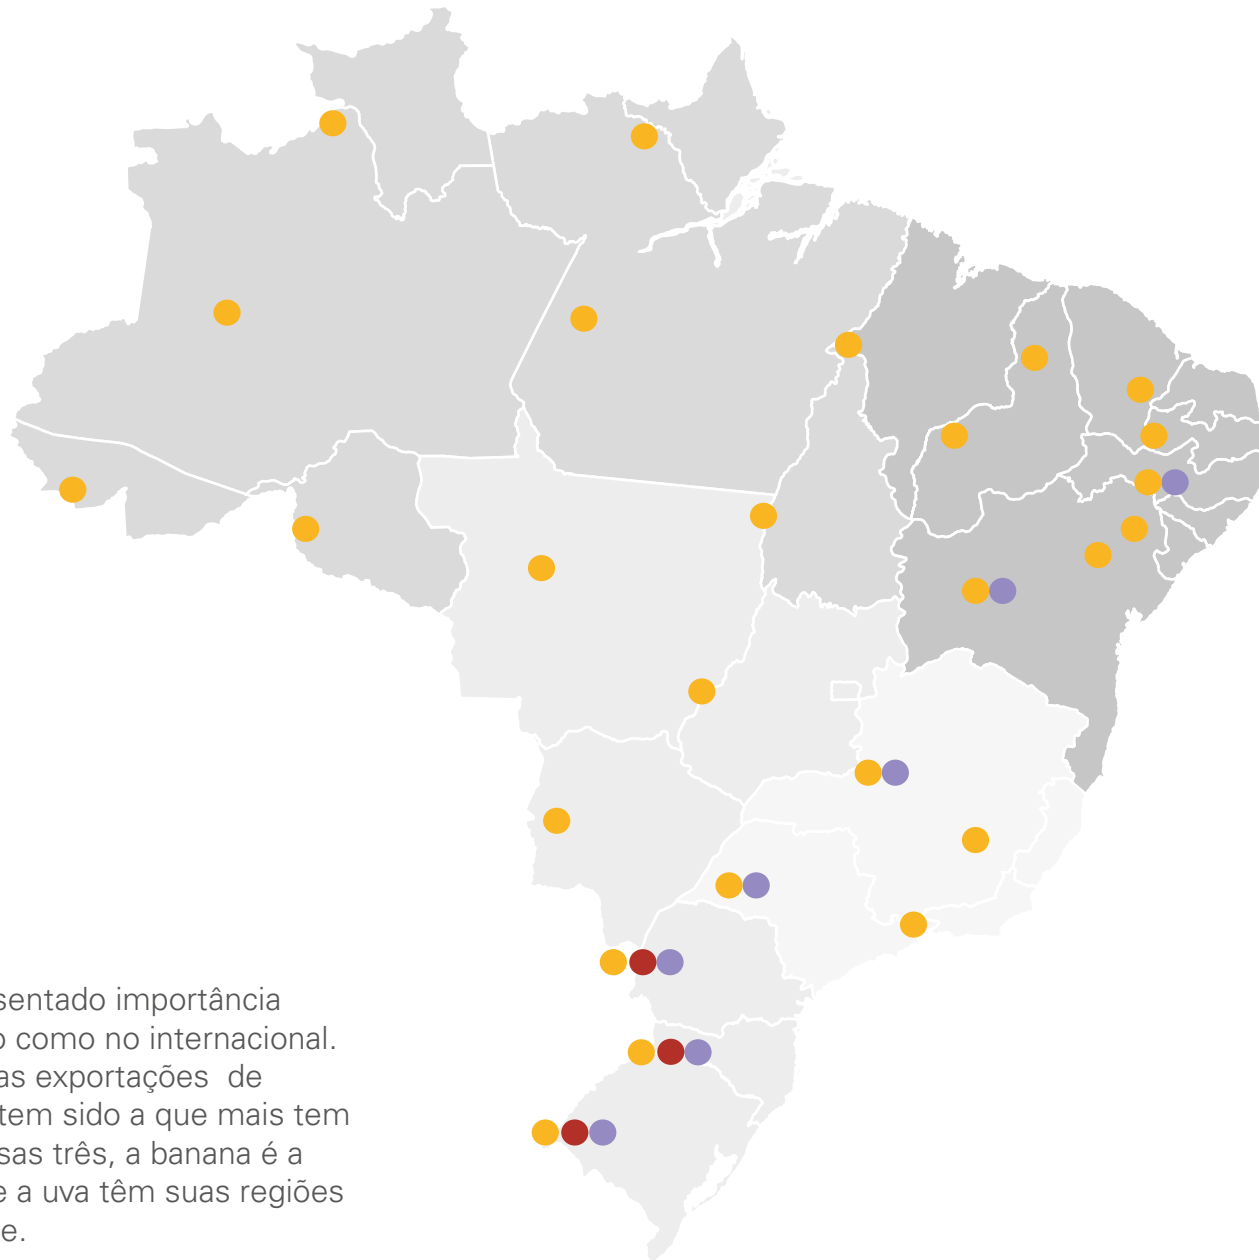 sentado importância
o como no internacional.
as exportações de
tem sido a que mais tem
sas três, a banana é a
e a uva têm suas regiões
e.